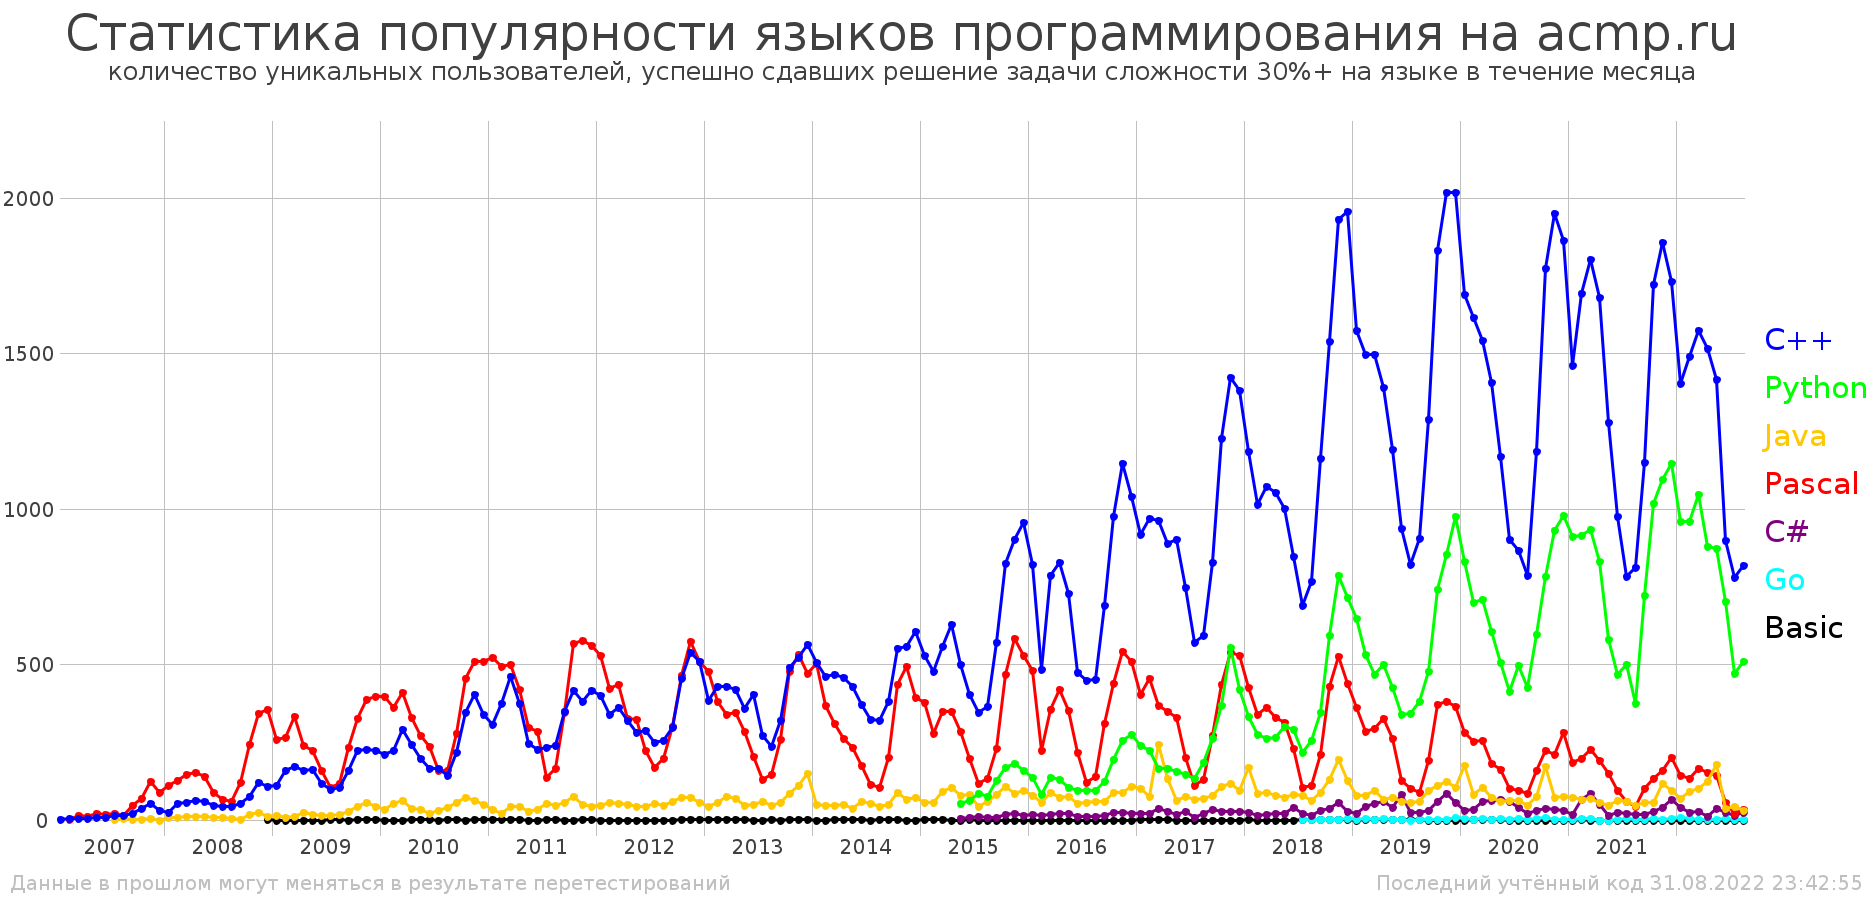 Статистика популярности языков программирования на acmp.ru
количество уникальных пользователей, успешно сдавших решение задачи сложности 30%+ на языке в течение месяца
2000
1500
1000
500
0
C++
Python
Java
Pascal
C#
Go
Basic
2007 2008 2009 2010 2011 2012 2013 2014 2015 2016 2017 2018 2019 2020 2021
Данные в прошлом могут меняться в результате перетестирований
Последний учтённый код 31.08.2022 23:42:55